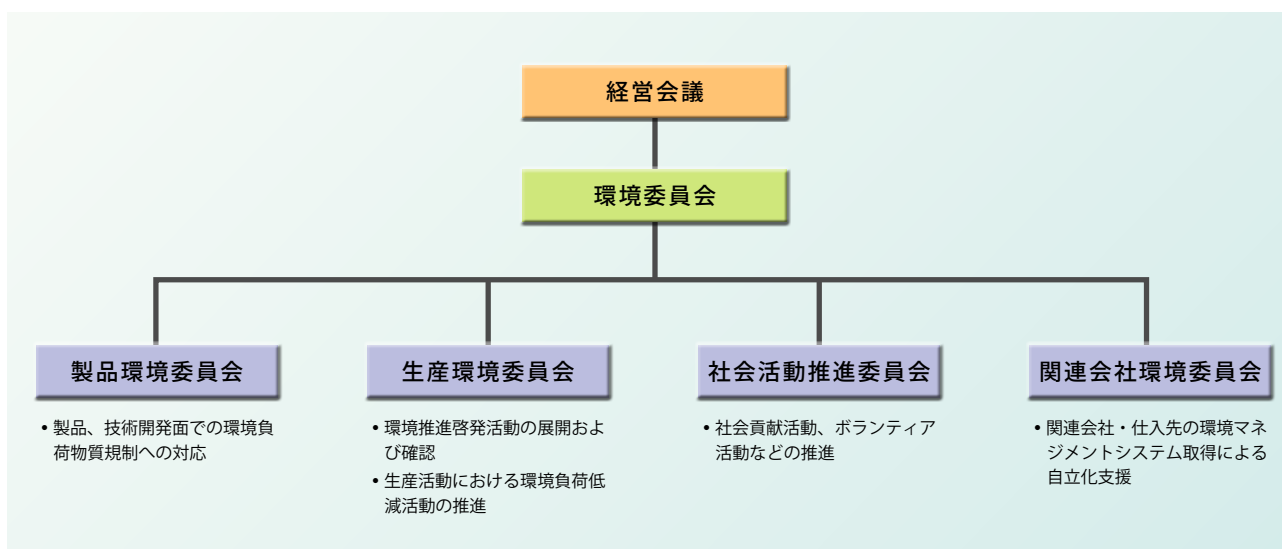 経営会議
環境委員会
製品環境委員会
• 製品、技術開発面での環境負
荷物質規制への対応
生産環境委員会
• 環境推進啓発活動の展開およ
び確認
• 生産活動における環境負荷低
減活動の推進
社会活動推進委員会
• 社会貢献活動、ボランティア
活動などの推進
関連会社環境委員会
• 関連会社・仕入先の環境マネ
ジメントシステム取得による
自立化支援